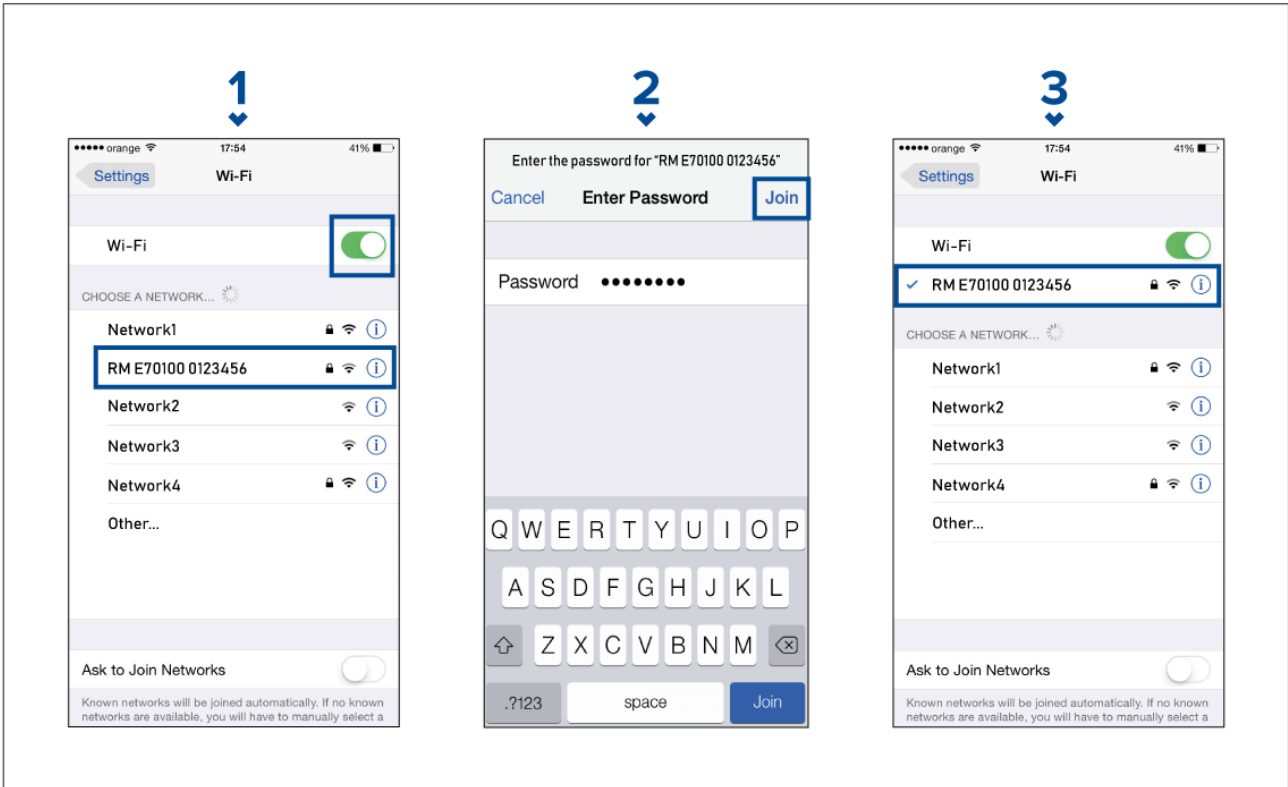 1
orange 17:54 41%
Settings Wi-Fi
Wi-Fi
CHOOSE A NETWORK...
Network1
RM E70100 0123456
Network2
Network3
Network4
Other...
Ask to Join Networks
Known networks will be joined automatically. If no known
networks are available, you will have to manually select a
2
Enter the password for "RM E70100 0123456"
Cancel Enter Password Join
Password ••••••••
Q W E R T Y U I O P
A S D F G H J K L
Z X C V B N M
.?123 space Join
3
orange 17:54 41%
Settings Wi-Fi
Wi-Fi
RM E70100 0123456
CHOOSE A NETWORK...
Network1
Network2
Network3
Network4
Other...
Ask to Join Networks
Known networks will be joined automatically. If no known
networks are available, you will have to manually select a